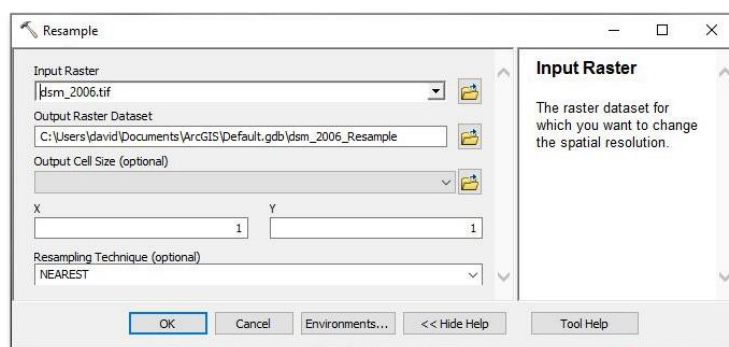 Resample
Input Raster
dsm_2006.tif
Output Raster Dataset
C:\Users\david\Documents\ArcGIS\Default.gdb\dsm_2006_Resample
Output Cell Size (optional)
X
Y
1
1
Resampling Technique (optional)
NEAREST
Input Raster
The raster dataset for
which you want to change
the spatial resolution.
OK
Cancel
Environments...
<< Hide Help
Tool Help